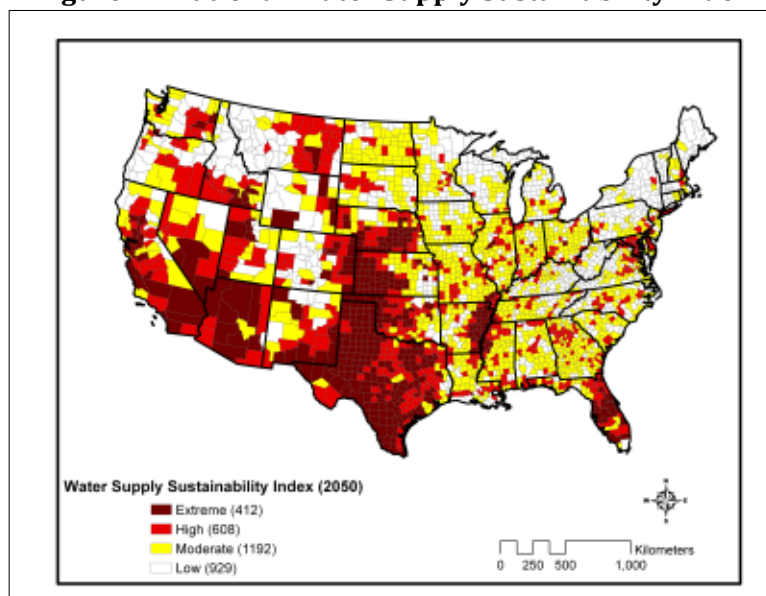 Water Supply Sustainability Index (2050)
Extreme (412)
High (608)
Moderate (1192)
Low (929)
Kilometers
0 250 500 1,000